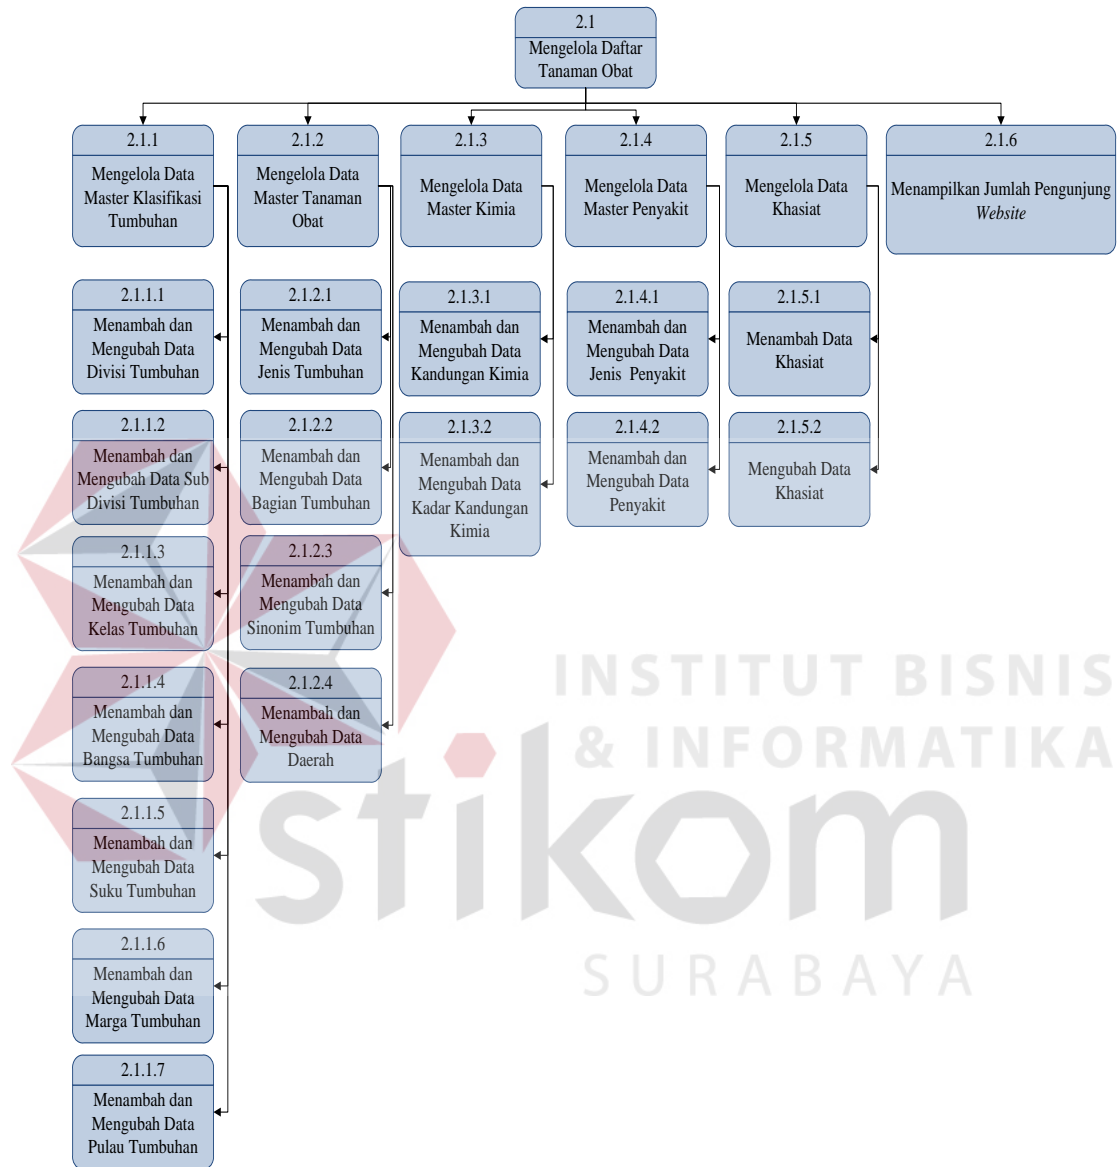 2.1
Mengelola Daftar
Tanaman Obat
2.1.1
Mengelola Data
Master Klasifikasi
Tumbuhan
2.1.2
Mengelola Data
Master Tanaman
Obat
2.1.3
Mengelola Data
Master Kimia
2.1.4
Mengelola Data
Master Penyakit
2.1.5
Mengelola Data
Khasiat
2.1.6
Menampilkan Jumlah Pengunjung
Website
2.1.1.1
Menambah dan
Mengubah Data
Divisi Tumbuhan
2.1.2.1
Menambah dan
Mengubah Data
Jenis Tumbuhan
2.1.3.1
Menambah dan
Mengubah Data
Kandungan Kimia
2.1.4.1
Menambah dan
Mengubah Data
Jenis Penyakit
2.1.5.1
Menambah Data
Khasiat
2.1.1.2
Menambah dan
Mengubah Data Sub
Divisi Tumbuhan
2.1.2.2
Menambah dan
Mengubah Data
Bagian Tumbuhan
2.1.3.2
Menambah dan
Mengubah Data
Kadar Kandungan
Kimia
2.1.4.2
Menambah dan
Mengubah Data
Penyakit
2.1.5.2
Mengubah Data
Khasiat
2.1.1.3
Menambah dan
Mengubah Data
Kelas Tumbuhan
2.1.2.3
Menambah dan
Mengubah Data
Sinonim Tumbuhan
2.1.1.4
Menambah dan
Mengubah Data
Bangsa Tumbuhan
2.1.2.4
Menambah dan
Mengubah Data
Daerah
2.1.1.5
Menambah dan
Mengubah Data
Suku Tumbuhan
2.1.1.6
Menambah dan
Mengubah Data
Marga Tumbuhan
2.1.1.7
Menambah dan
Mengubah Data
Pulau Tumbuhan
INSTITUT BISNIS
& INFORMATIKA
stikom
SURABAYA